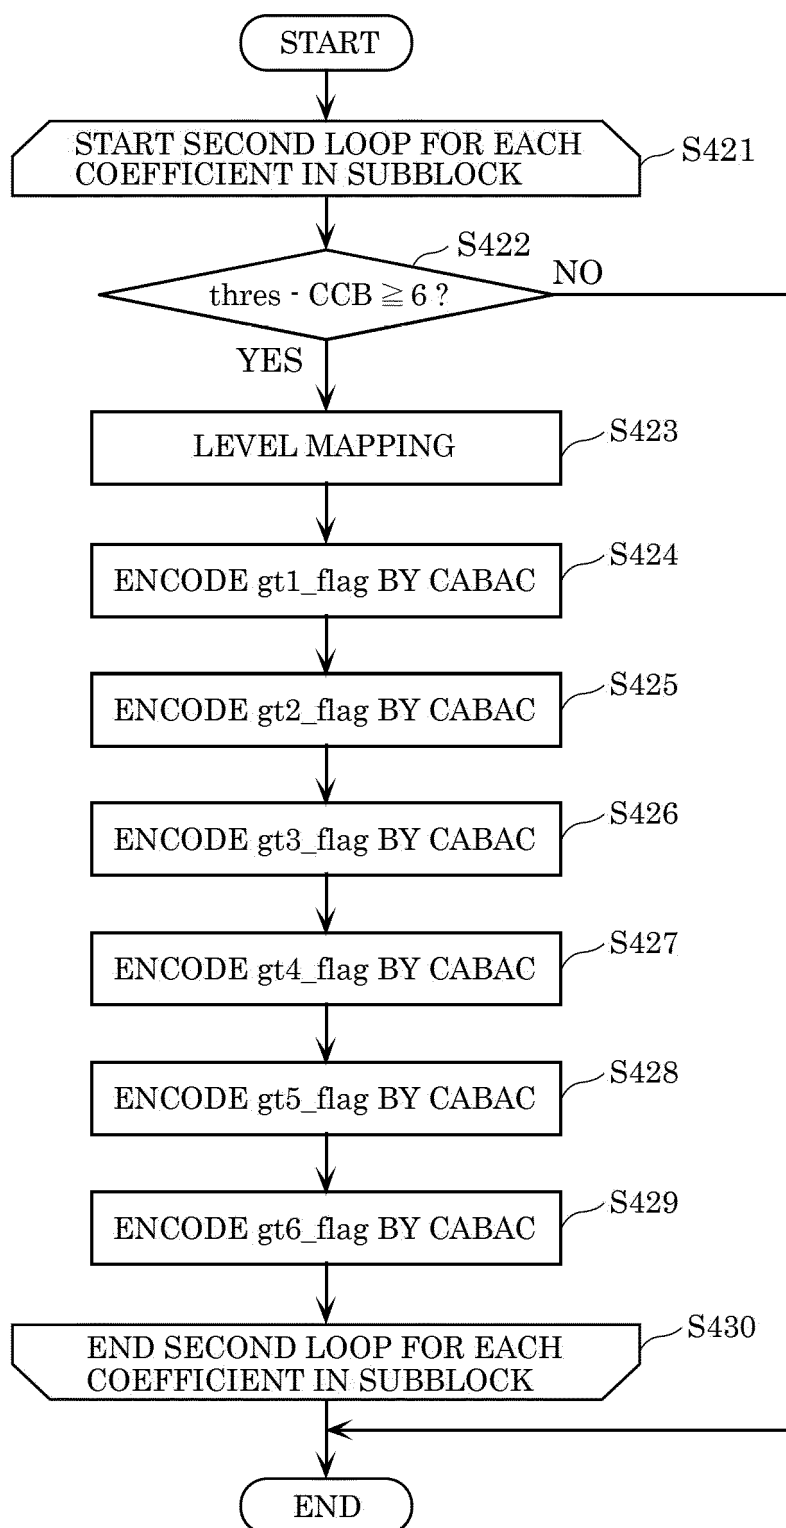 START
START SECOND LOOP FOR EACH
COEFFICIENT IN SUBBLOCK
S421
S422
thres - CCB ≧ 6 ?
NO
YES
LEVEL MAPPING
S423
ENCODE gt1_flag BY CABAC
S424
ENCODE gt2_flag BY CABAC
S425
ENCODE gt3_flag BY CABAC
S426
ENCODE gt4_flag BY CABAC
S427
ENCODE gt5_flag BY CABAC
S428
ENCODE gt6_flag BY CABAC
S429
END SECOND LOOP FOR EACH
COEFFICIENT IN SUBBLOCK
S430
END